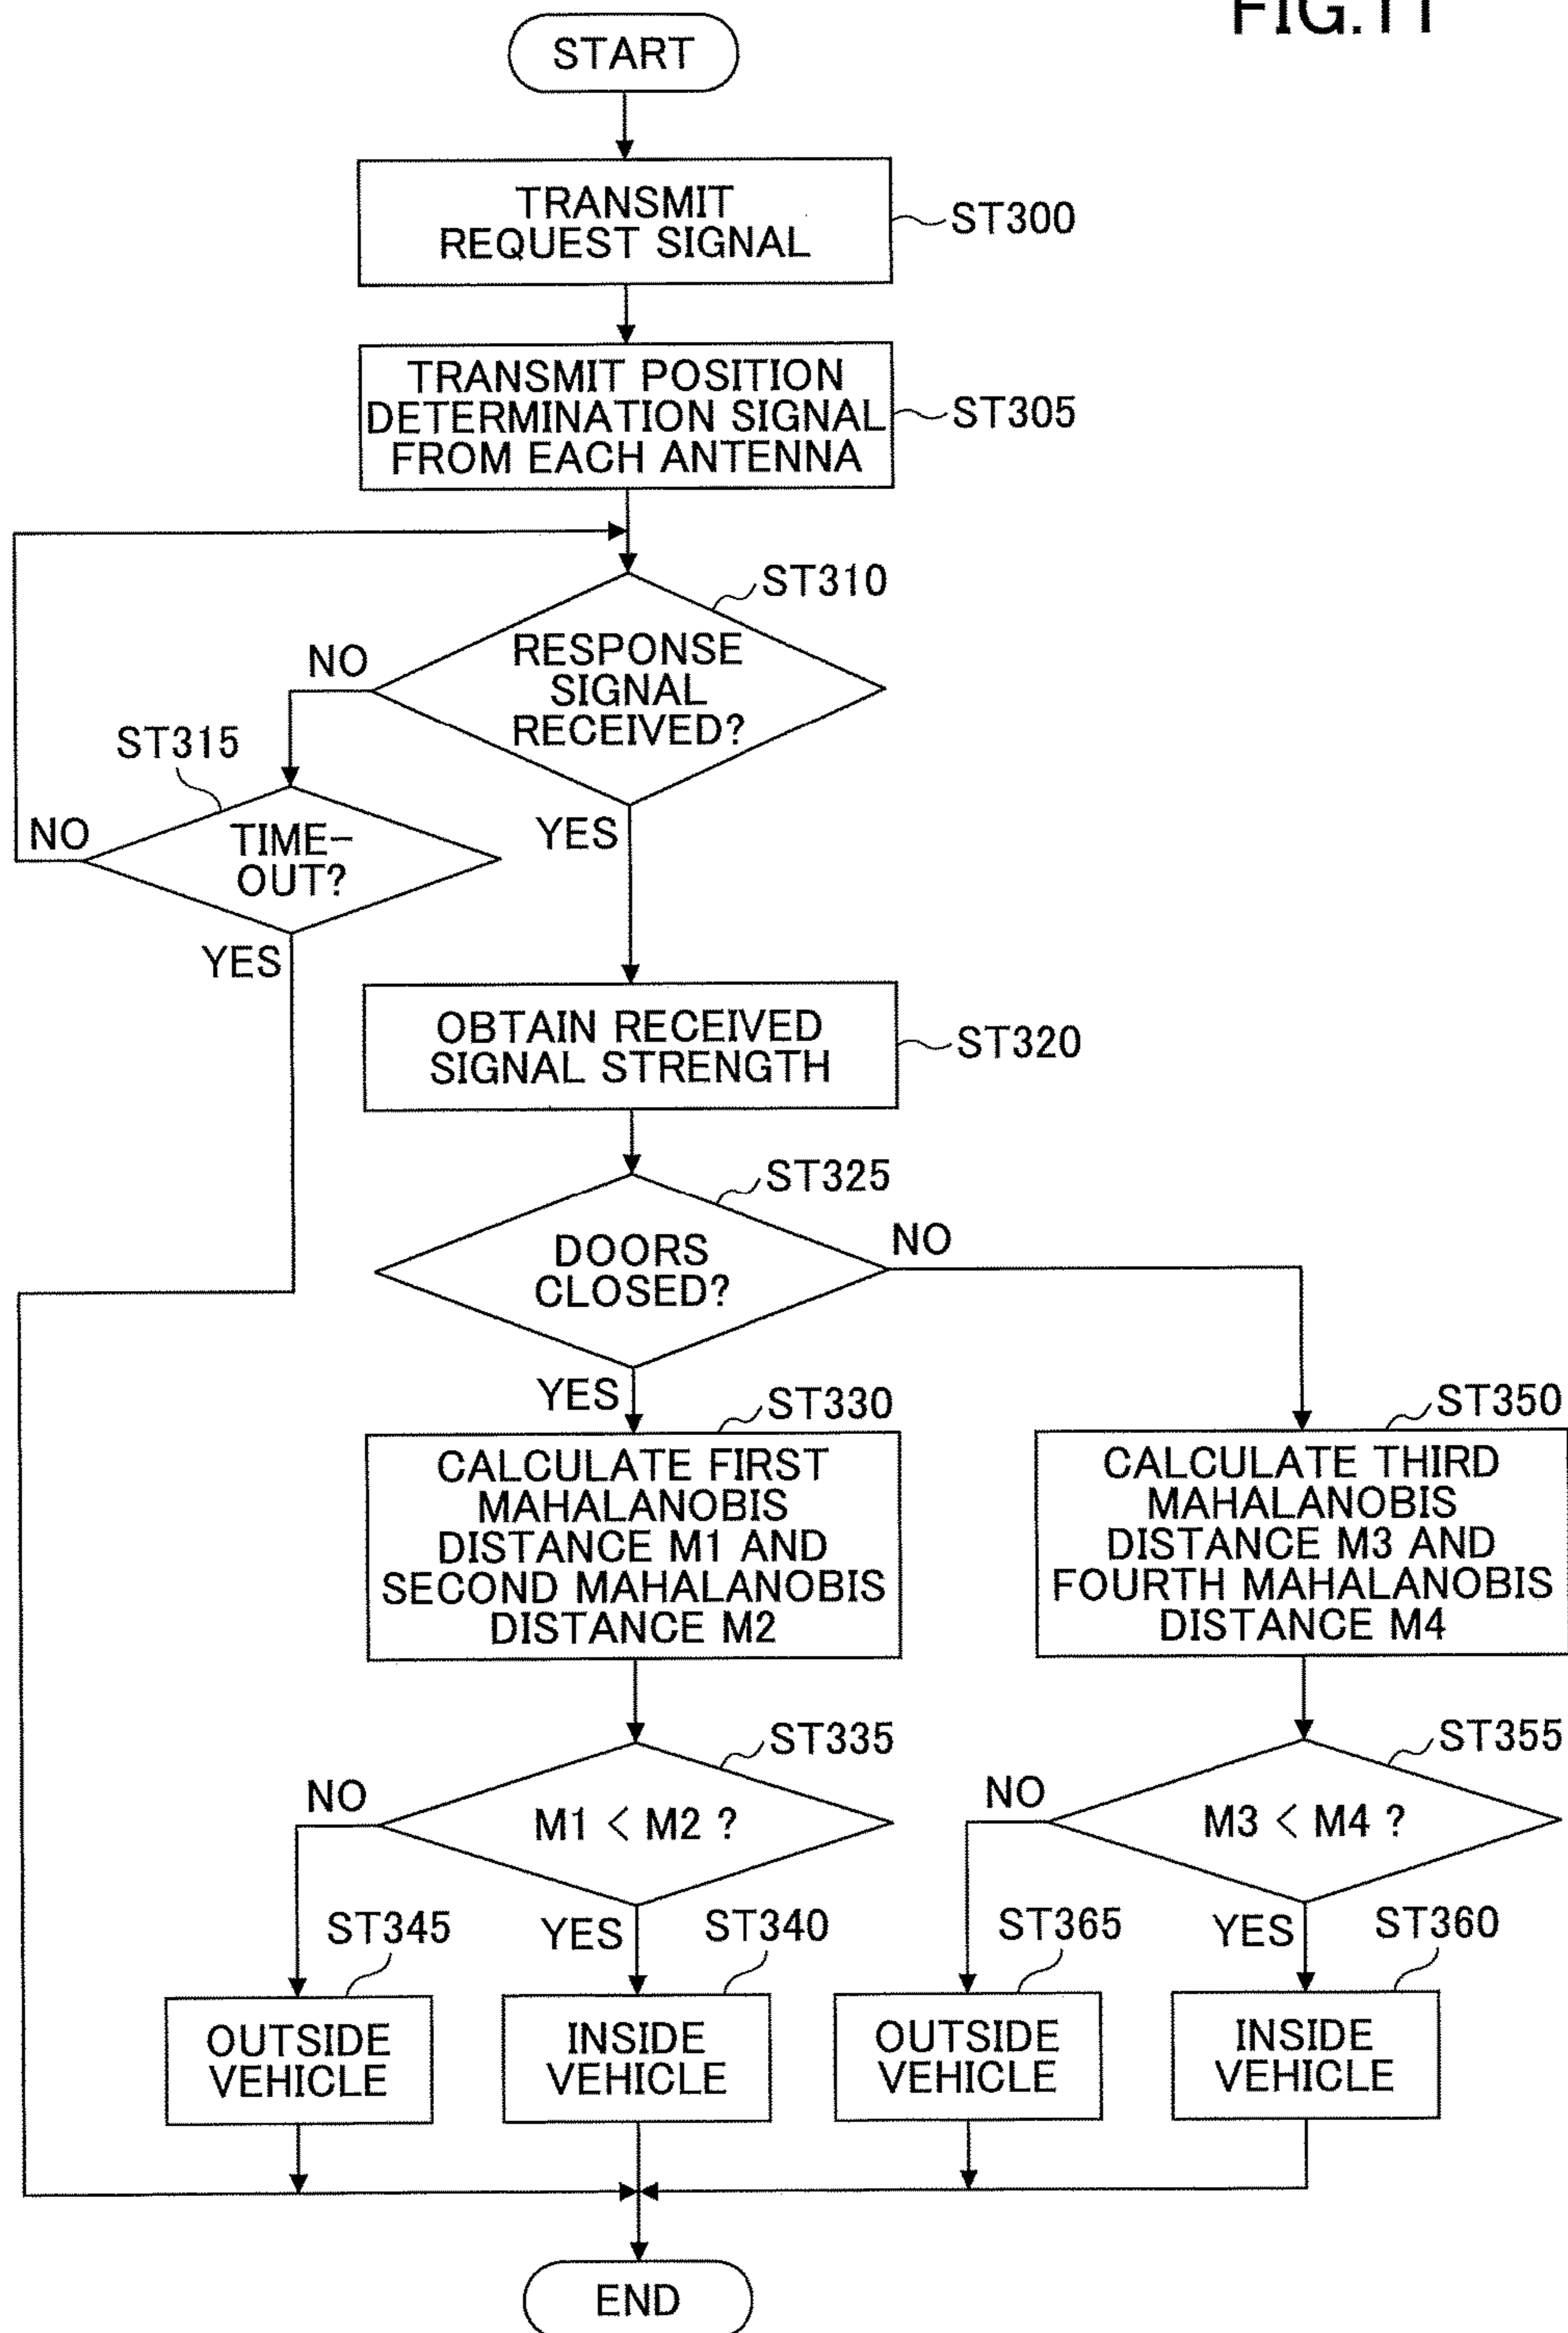 FIG.11
START
TRANSMIT
REQUEST SIGNAL
ST300
TRANSMIT POSITION
DETERMINATION SIGNAL
FROM EACH ANTENNA
ST305
ST310
RESPONSE
SIGNAL
RECEIVED?
NO
YES
ST315
TIME-
OUT?
NO
YES
OBTAIN RECEIVED
SIGNAL STRENGTH
ST320
ST325
DOORS
CLOSED?
NO
YES
ST330
CALCULATE FIRST
MAHALANOBIS
DISTANCE M1 AND
SECOND MAHALANOBIS
DISTANCE M2
ST350
CALCULATE THIRD
MAHALANOBIS
DISTANCE M3 AND
FOURTH MAHALANOBIS
DISTANCE M4
ST335
M1 < M2 ?
NO
YES
ST355
M3 < M4 ?
NO
YES
ST345
OUTSIDE
VEHICLE
ST340
INSIDE
VEHICLE
ST365
OUTSIDE
VEHICLE
ST360
INSIDE
VEHICLE
END